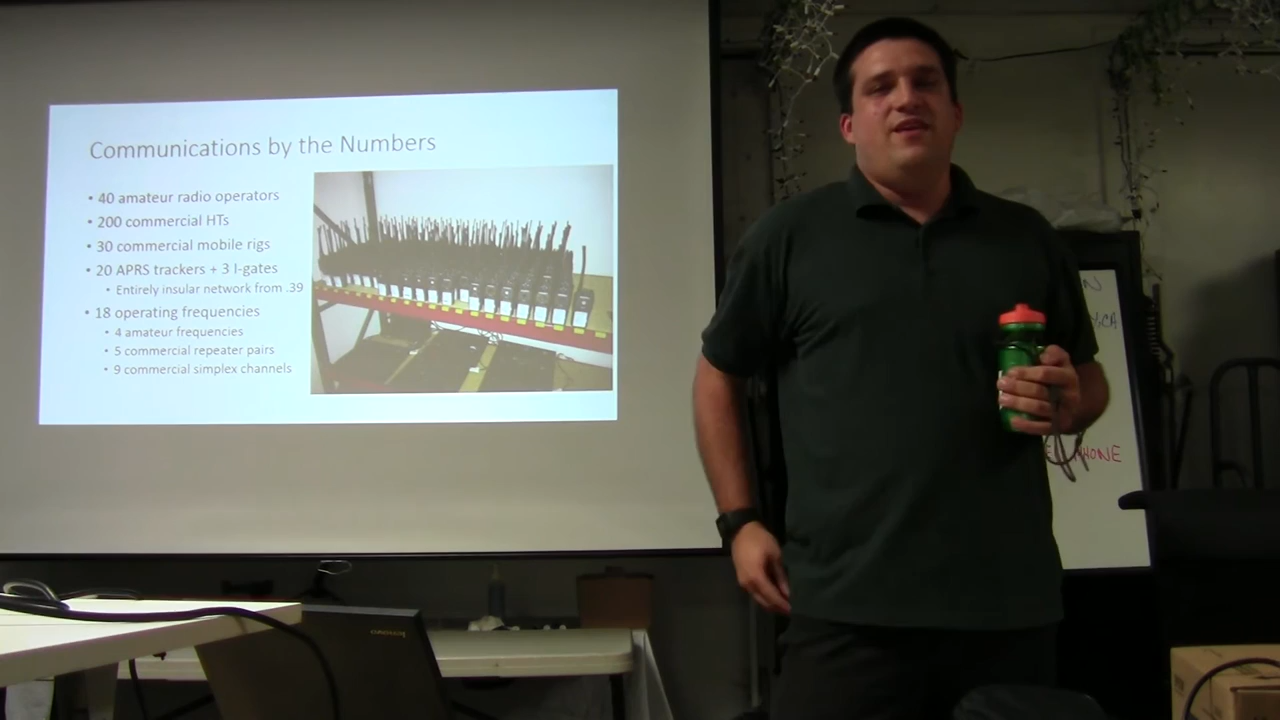 Communications by the Numbers
• 40 amateur radio operators
• 200 commercial HTs
• 30 commercial mobile rigs
• 20 APRS trackers + 3 I-gates
• Entirely insular network from .39
• 18 operating frequencies
• 4 amateur frequencies
• 5 commercial repeater pairs
• 9 commercial simplex channels
lenovo